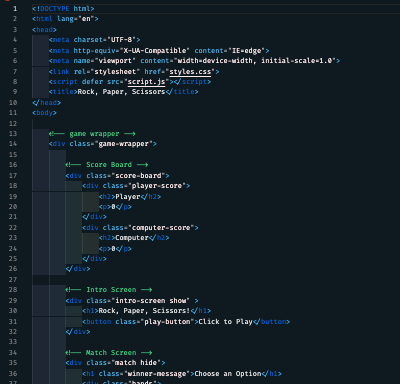 1 <!DOCTYPE html>
2 <html lang="en">
3 <head>
4 <meta charset="UTF-8">
5 <meta http-equiv="X-UA-Compatible" content="IE=edge">
6 <meta name="viewport" content="width=device-width, initial-scale=1.0">
7 <link rel="stylesheet" href="styles.css">
8 <script defer src="script.js"></script>
9 <title>Rock, Paper, Scissors</title>
10 </head>
11 <body>
12
13 <!-- game wrapper -->
14 <div class="game-wrapper">
15
16 <!-- Score Board -->
17 <div class="score-board">
18 <div class="player-score">
19 <h2>Player</h2>
20 <p>0</p>
21 </div>
22 <div class="computer-score">
23 <h2>Computer</h2>
24 <p>0</p>
25 </div>
26 </div>
27
28 <!-- Intro Screen -->
29 <div class="intro-screen show" >
30 <h1>Rock, Paper, Scissors!</h1>
31 <button class="play-button">Click to Play</button>
32 </div>
33
34 <!-- Match Screen -->
35 <div class="match hide">
36 <h1 class="winner-message">Choose an Option</h1>
37 <div class="hands">